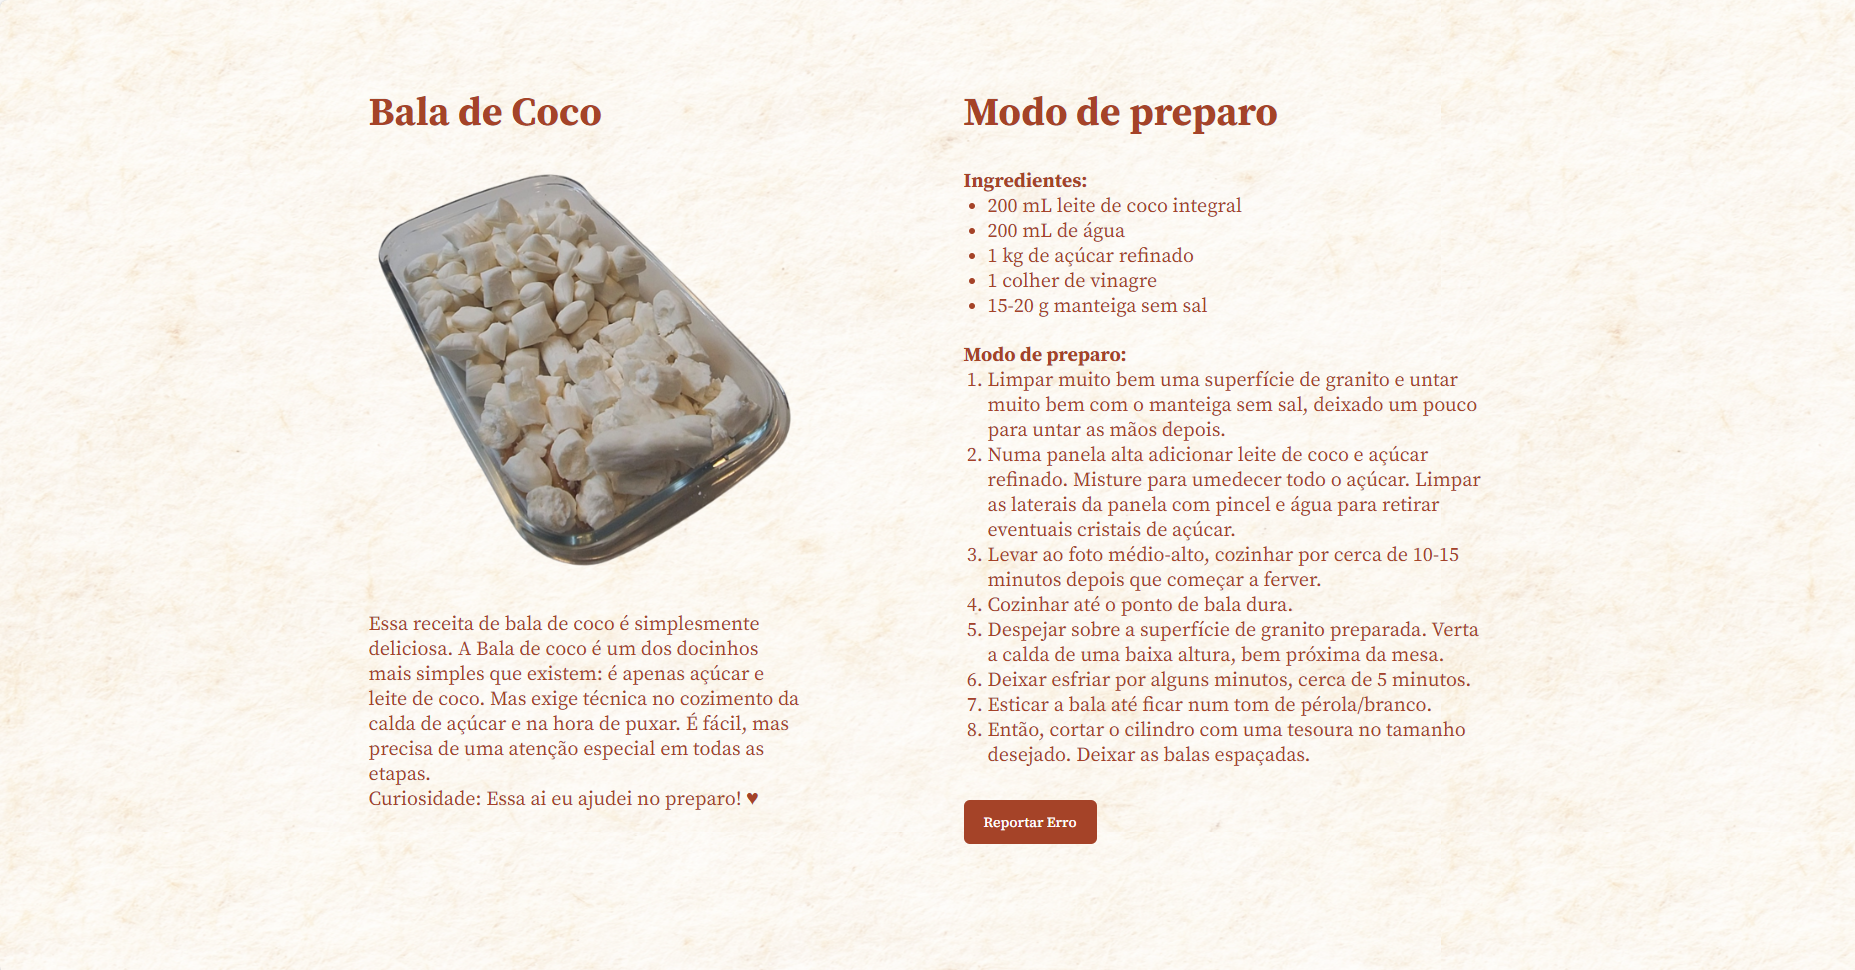 Bala de Coco
Essa receita de bala de coco é simplesmente
deliciosa. A Bala de coco é um dos docinhos
mais simples que existem: é apenas açúcar e
leite de coco. Mas exige técnica no cozimento da
calda de açúcar e na hora de puxar. É fácil, mas
precisa de uma atenção especial em todas as
etapas.
Curiosidade: Essa ai eu ajudei no preparo! ♥
Modo de preparo
Ingredientes:
• 200 mL leite de coco integral
• 200 mL de água
• 1 kg de açúcar refinado
• 1 colher de vinagre
• 15-20 g manteiga sem sal
Modo de preparo:
1. Limpar muito bem uma superfície de granito e untar
muito bem com o manteiga sem sal, deixado um pouco
para untar as mãos depois.
2. Numa panela alta adicionar leite de coco e açúcar
refinado. Misture para umedecer todo o açúcar. Limpar
as laterais da panela com pincel e água para retirar
eventuais cristais de açúcar.
3. Levar ao foto médio-alto, cozinhar por cerca de 10-15
minutos depois que começar a ferver.
4. Cozinhar até o ponto de bala dura.
5. Despejar sobre a superfície de granito preparada. Verta
a calda de uma baixa altura, bem próxima da mesa.
6. Deixar esfriar por alguns minutos, cerca de 5 minutos.
7. Esticar a bala até ficar num tom de pérola/branco.
8. Então, cortar o cilindro com uma tesoura no tamanho
desejado. Deixar as balas espaçadas.
Reportar Erro